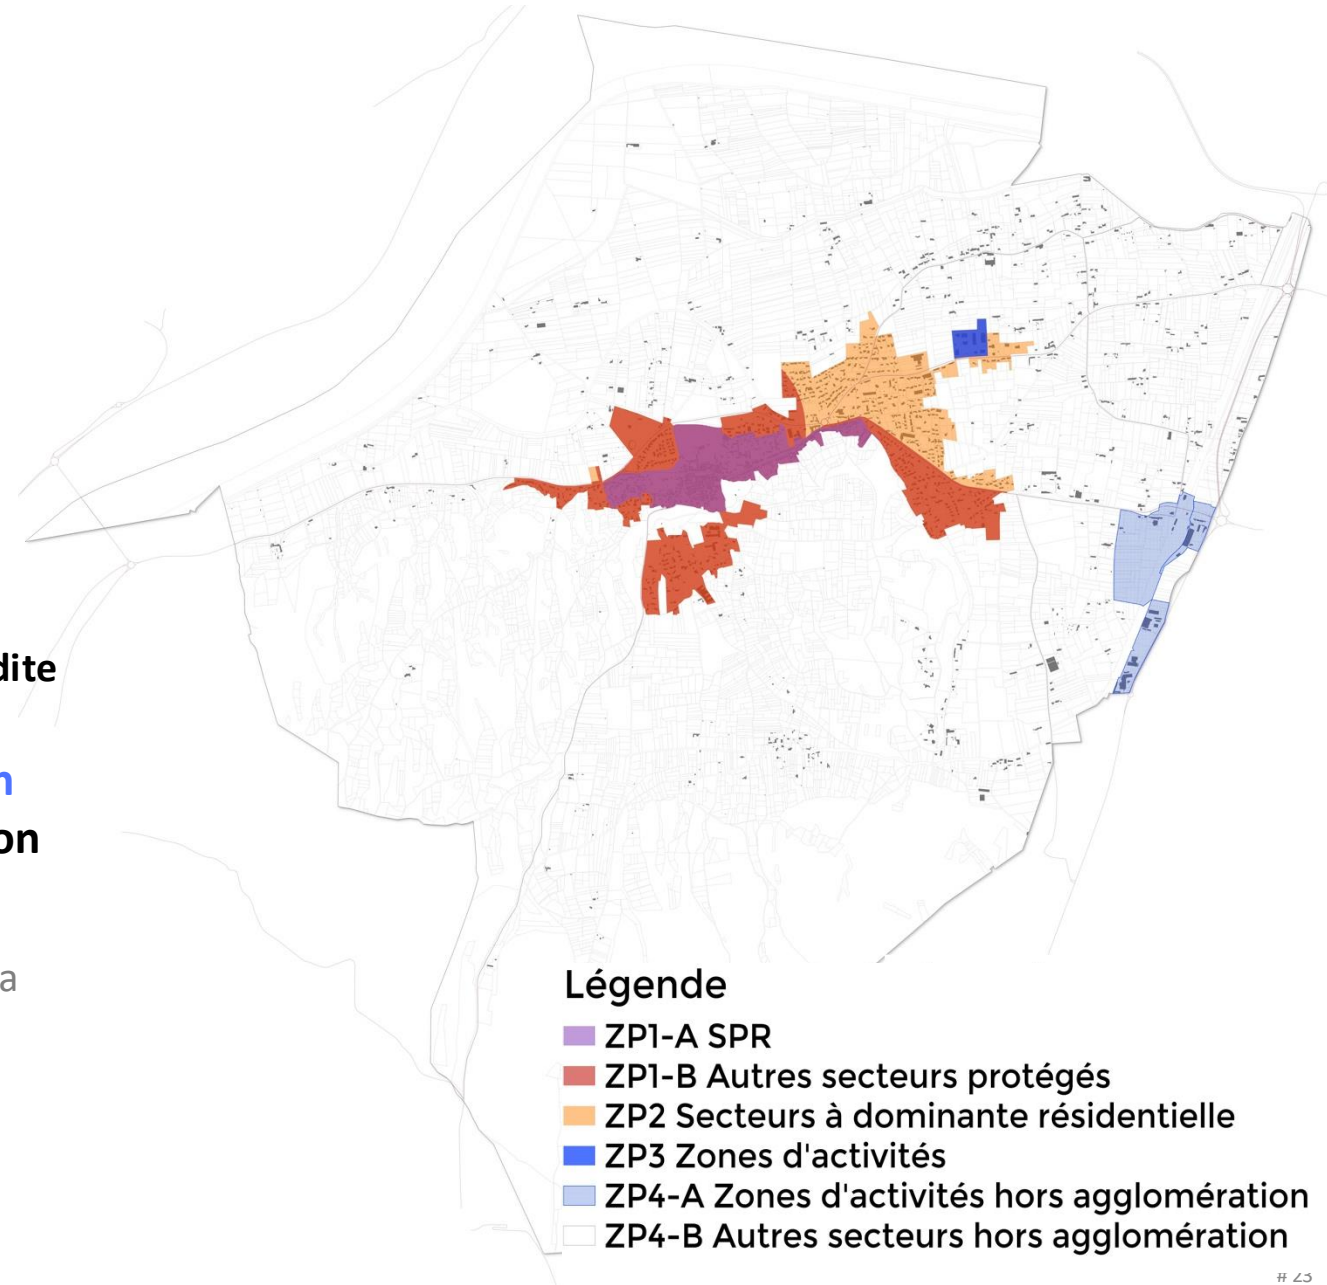 dite
n
on
a
Légende
ZP1-A SPR
ZP1-B Autres secteurs protégés
ZP2 Secteurs à dominante résidentielle
ZP3 Zones d'activités
ZP4-A Zones d'activités hors agglomération
ZP4-B Autres secteurs hors agglomération
# 23